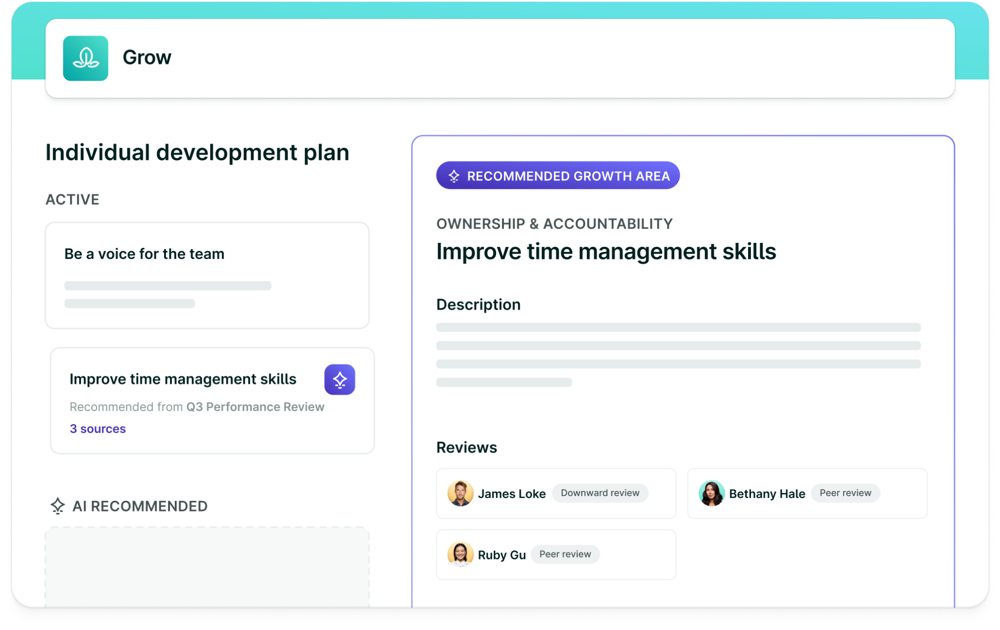 Grow
Individual development plan
ACTIVE
Be a voice for the team
Improve time management skills
Recommended from Q3 Performance Review
3 sources
AI RECOMMENDED
RECOMMENDED GROWTH AREA
OWNERSHIP & ACCOUNTABILITY
Improve time management skills
Description
Reviews
James Loke Downward review
Bethany Hale Peer review
Ruby Gu Peer review